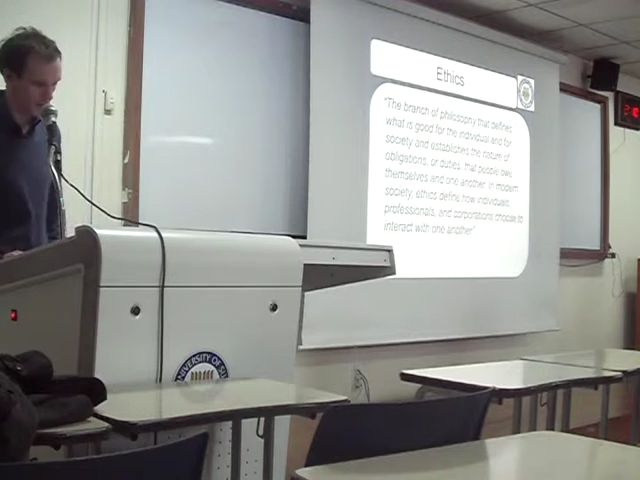 Ethics
"The branch of philosophy that defines
what is good for the individual and for
society and establishes the nature of
obligations, or duties, that people owe
themselves and one another. In modern
society, ethics define how individuals,
professionals, and corporations choose to
interact with one another"
UNIVERSITY OF SU